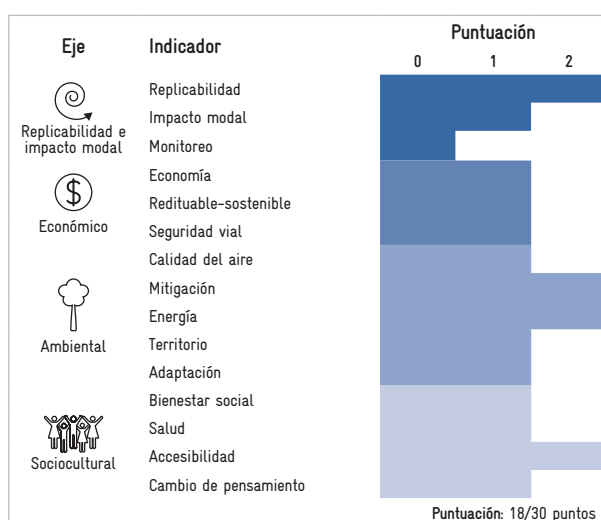 Eje
Indicador
Puntuación
0 1 2
Replicabilidad e
impacto modal
Replicabilidad
Impacto modal
Monitoreo
$
Económico
Economía
Redituable-sostenible
Seguridad vial
Ambiental
Calidad del aire
Mitigación
Energía
Territorio
Adaptación
Sociocultural
Bienestar social
Salud
Accesibilidad
Cambio de pensamiento
Puntuación: 18/30 puntos